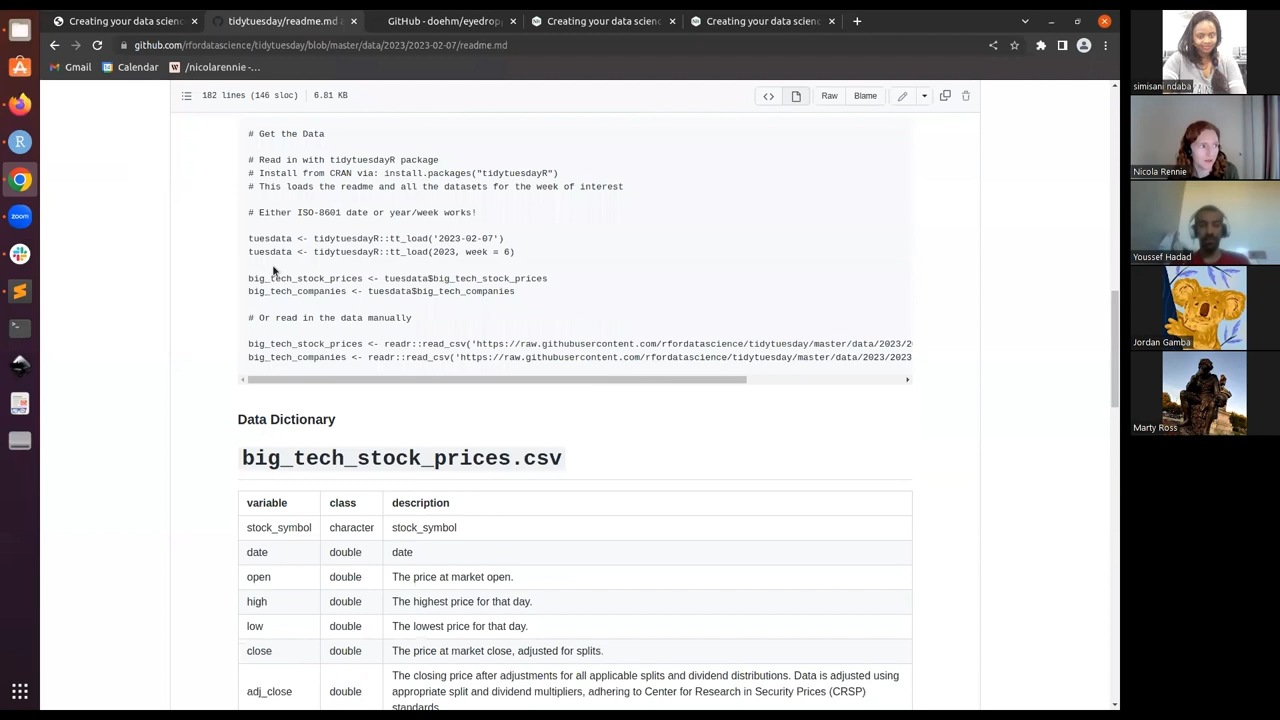 Creating your data scienc
tidytuesday/readme.md a
GitHub - doehm/eyedrop
Creating your data scienc
Creating your data scienc
github.com/rfordatascience/tidytuesday/blob/master/data/2023/2023-02-07/readme.md
Gmail
Calendar
/nicolarennie -...
182 lines (146 sloc)
6.81 KB
Raw
Blame
# Get the Data
# Read in with tidytuesdayR package
# Install from CRAN via: install.packages("tidytuesdayR")
# This loads the readme and all the datasets for the week of interest
# Either ISO-8601 date or year/week works!
tuesdata <- tidytuesdayR::tt_load('2023-02-07')
tuesdata <- tidytuesdayR::tt_load(2023, week = 6)
big_tech_stock_prices <- tuesdata$big_tech_stock_prices
big_tech_companies <- tuesdata$big_tech_companies
# Or read in the data manually
big_tech_stock_prices <- readr::read_csv('https://raw.githubusercontent.com/rfordatascience/tidytuesday/master/data/2023/20
big_tech_companies <- readr::read_csv('https://raw.githubusercontent.com/rfordatascience/tidytuesday/master/data/2023/2023
Data Dictionary
big_tech_stock_prices.csv
variable class description
stock_symbol character stock_symbol
date double date
open double The price at market open.
high double The highest price for that day.
low double The lowest price for that day.
close double The price at market close, adjusted for splits.
The closing price after adjustments for all applicable splits and dividend distributions. Data is adjusted using
adj_close double appropriate split and dividend multipliers, adhering to Center for Research in Security Prices (CRSP)
standards.
simisani ndaba
Nicola Rennie
Youssef Hadad
Jordan Gamba
Marty Ross
zoom